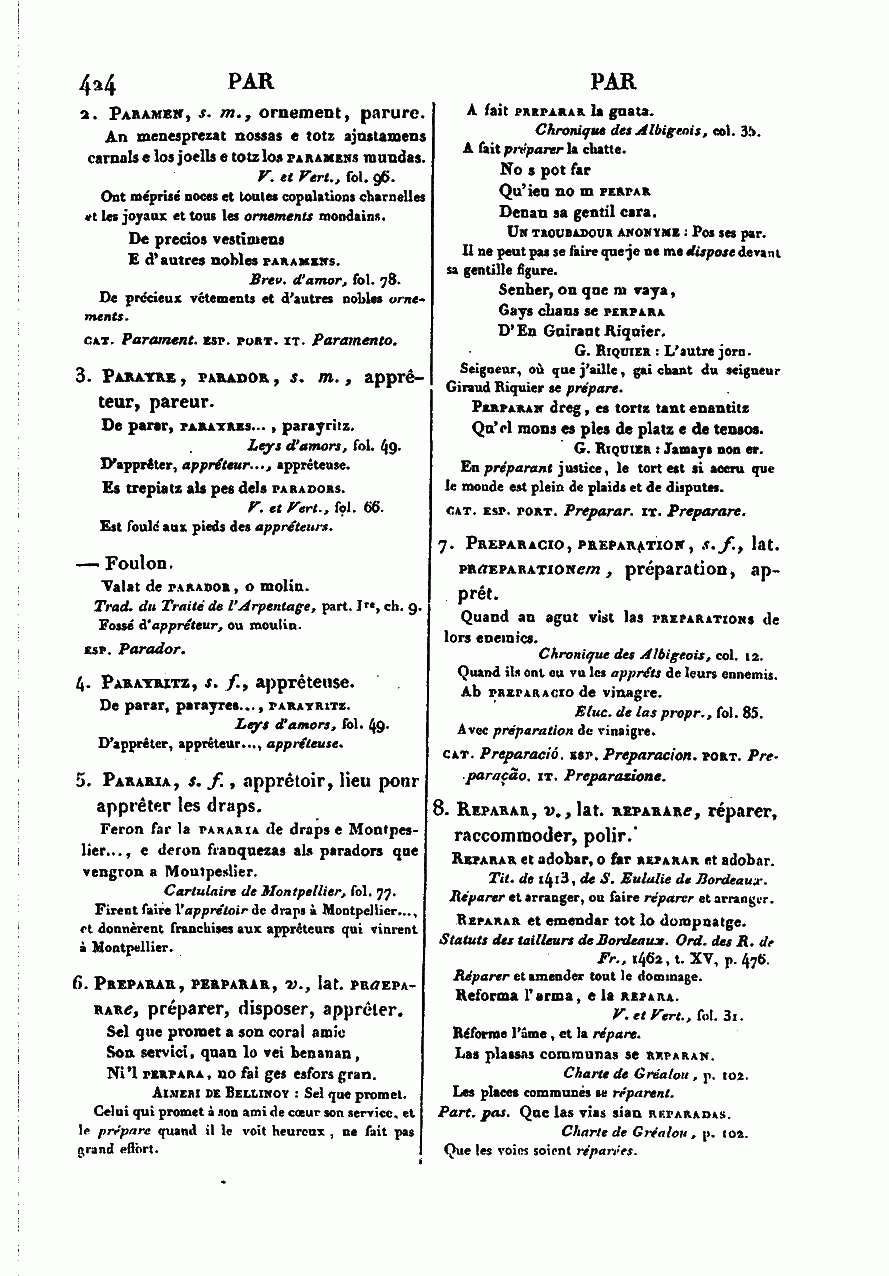 424 PAR PAR
2. Paramen, s. m., ornement, parure.
An menesprezat nossas e totz ajustamens
carnals e los joells e totz los paramens mundas.
V. et Vert., fol. 96.
Ont méprisé noces et toutes copulations charnelles
et les joyaux et tous les ornements mondains.
De precios vestimens
E d'autres nobles paramens.
Brev. d'amor, fol. 78.
De précieux vêtements et d'autres nobles orne-
ments.
cat. Parament. esp. port. it. Paramento.
3. Parayre, parador, s. m., apprê-
teur, pareur.
De parar, parayres..., parayritz.
Leys d'amors, fol. 49.
D'apprêter, appréteur..., apprêteuse.
Es trepiatz als pes dels paradors.
V. et Vert., fol. 66.
Est foulé aux pieds des appréteurs.
— Foulon.
Valat de parador, o molin.
Trad. du Traité de l'Arpentage, part. Ire, ch. 9.
Fossé d'appréteur, ou moulin.
esp. Parador.
4. Parayritz, s. f., apprêteuse.
De parar, parayres..., parayritz.
Leys d'amors, fol. 49.
D'apprêter, apprêteur..., appréteuse.
5. Pararia, s. f., apprêtoir, lieu pour
apprêter les draps.
Feron far la pararia de draps e Montpes-
lier..., e deron franquezas als paradors que
vengron a Montpeslier.
Cartulaire de Montpellier, fol. 77.
Firent faire l'apprétoir de draps à Montpellier...,
et donnèrent franchises aux apprêteurs qui vinrent
à Montpellier.
6. Preparar, perparar, v., lat. praepa-
rare, préparer, disposer, apprêter.
Sel que promet a son coral amic
Son servici, quan lo vei benanan,
Ni'l perpara, no fai ges esfors gran.
Aimeri de Bellinoy : Sel que promet.
Celui qui promet à son ami de cœur son service, et
le prépare quand il le voit heureux, ne fait pas
grand effort.
A fait preparar la guata.
Chronique des Albigeois, col. 35.
A fait préparer la chatte.
No s pot far
Qu'ieu no m perpar
Denan sa gentil cara.
Un troubadour anonyme : Pos ses par.
Il ne peut pas se faire que je ne me dispose devant
sa gentille figure.
Senher, on que m vaya,
Gays chans se perpara
D'En Guiraut Riquier.
G. Riquier : L'autre jorn.
Seigneur, où que j'aille, gai chant du seigneur
Giraud Riquier se prépare.
Perparan dreg, es tortz tant enantitz
Qu'el mons es ples de platz e de tensos.
G. Riquier : Jamays non er.
En préparant justice, le tort est si accru que
le monde est plein de plaids et de disputes.
cat. esp. port. Preparar. it. Preparare.
7. Preparacio, preparation, s. f., lat.
praeparationem, préparation, ap-
prêt.
Quand an agut vist las preparations de
lors enemics.
Chronique des Albigeois, col. 12.
Quand ils ont eu vu les appréts de leurs ennemis.
Ab preparacio de vinagre.
Eluc. de las propr., fol. 85.
Avec préparation de vinaigre.
cat. Preparació. esp. Preparacion. port. Pre-
paração. it. Preparazione.
8. Reparar, v., lat. reparare, réparer,
raccommoder, polir.
Reparar et adobar, o far reparar et adobar.
Tit. de 1413, de S. Eulalie de Bordeaux.
Réparer et arranger, ou faire réparer et arranger.
Reparar et emendar tot lo dompnatge.
Statuts des tailleurs de Bordeaux. Ord. des R. de
Fr., 1462, t. XV, p. 476.
Réparer et amender tout le dommage.
Reforma l'arma, e la repara.
V. et Vert., fol. 31.
Réforme l'âme, et la répare.
Las plassas communas se reparan.
Charte de Gréalou, p. 102.
Les places communes se réparent.
Part. pas. Que las vias sian reparadas.
Charte de Gréalou, p. 102.
Que les voies soient réparées.